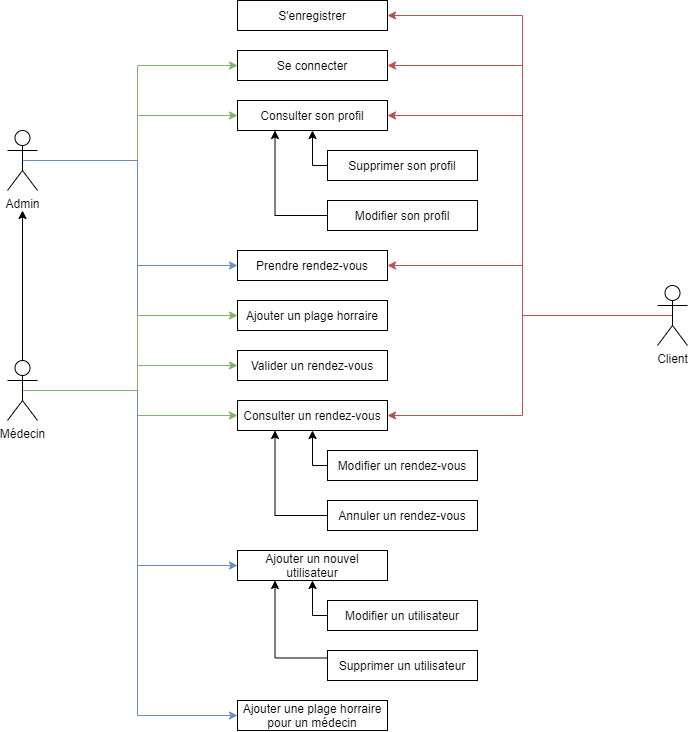 S'enregistrer
Se connecter
Consulter son profil
Supprimer son profil
Admin
Modifier son profil
Prendre rendez-vous
Ajouter un plage horraire
Client
Valider un rendez-vous
Consulter un rendez-vous
Médecin
Modifier un rendez-vous
Annuler un rendez-vous
Ajouter un nouvel
utilisateur
Modifier un utilisateur
Supprimer un utilisateur
Ajouter une plage horraire
pour un médecin